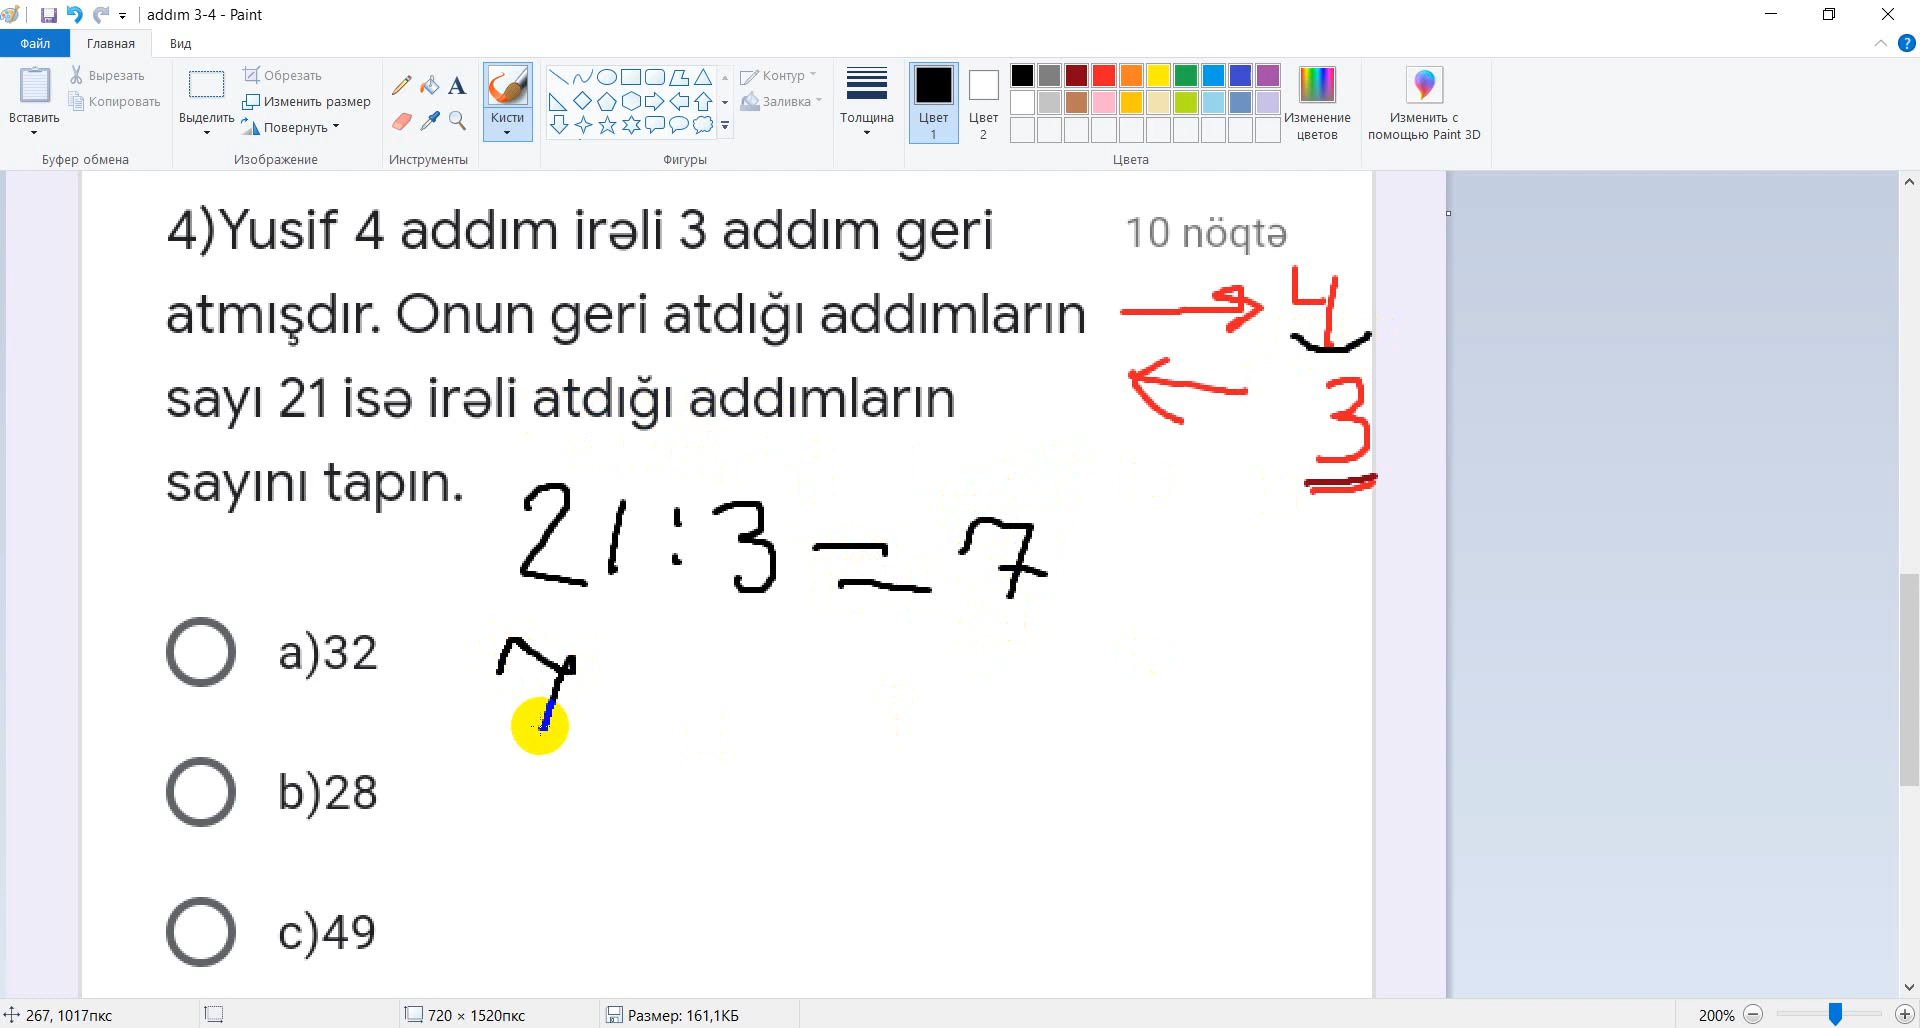 addım 3-4 - Paint
Файл Главная Вид
Вставить
Вырезать
Копировать
Буфер обмена
Выделить
Обрезать
Изменить размер
Повернуть
Изображение
A
Инструменты
Кисти
Контур
Заливка
Фигуры
Толщина
Цвет
1
Цвет
2
Изменение
цветов
Цвета
Изменить с
помощью Paint 3D
4)Yusif 4 addım irəli 3 addım geri
10 nöqtə
atmışdır. Onun geri atdığı addımların
4
sayı 21 isə irəli atdığı addımların
3
sayını tapın.
21 : 3 = 7
a)32
7
b)28
c)49
267, 1017пкс
720 × 1520пкс
Размер: 161,1КБ
200%